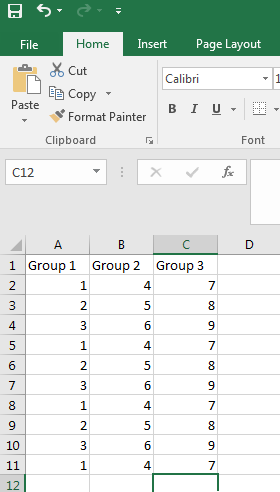 File Home Insert Page Layout
Paste
Cut
Copy
Format Painter
Clipboard
Calibri
B I U
C12 fx
A B C D
1 Group 1 Group 2 Group 3
2 1 4 7
3 2 5 8
4 3 6 9
5 1 4 7
6 2 5 8
7 3 6 9
8 1 4 7
9 2 5 8
10 3 6 9
11 1 4 7
12